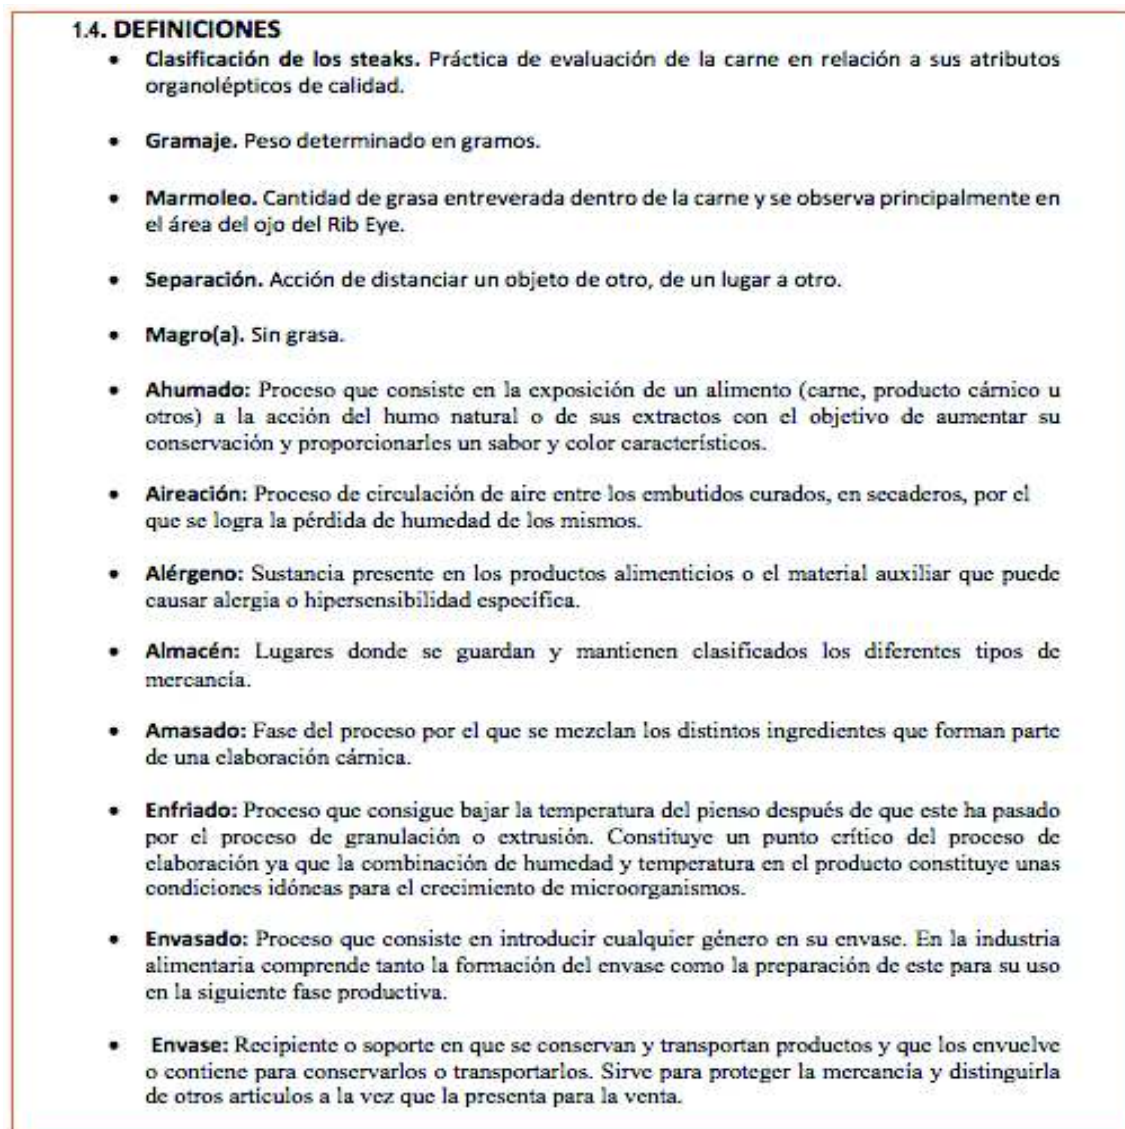 1.4. DEFINICIONES
• Clasificación de los steaks. Práctica de evaluación de la carne en relación a sus atributos
organolépticos de calidad.
• Gramaje. Peso determinado en gramos.
• Marmoleo. Cantidad de grasa entreverada dentro de la carne y se observa principalmente en
el área del ojo del Rib Eye.
• Separación. Acción de distanciar un objeto de otro, de un lugar a otro.
• Magro(a). Sin grasa.
• Ahumado: Proceso que consiste en la exposición de un alimento (carne, producto cárnico u
otros) a la acción del humo natural o de sus extractos con el objetivo de aumentar su
conservación y proporcionarles un sabor y color característicos.
• Aireación: Proceso de circulación de aire entre los embutidos curados, en secaderos, por el
que se logra la pérdida de humedad de los mismos.
• Alérgeno: Sustancia presente en los productos alimenticios o el material auxiliar que puede
causar alergia o hipersensibilidad específica.
• Almacén: Lugares donde se guardan y mantienen clasificados los diferentes tipos de
mercancía.
• Amasado: Fase del proceso por el que se mezclan los distintos ingredientes que forman parte
de una elaboración cárnica.
• Enfriado: Proceso que consigue bajar la temperatura del pienso después de que este ha pasado
por el proceso de granulación o extrusión. Constituye un punto crítico del proceso de
elaboración ya que la combinación de humedad y temperatura en el producto constituye unas
condiciones idóneas para el crecimiento de microorganismos.
• Envasado: Proceso que consiste en introducir cualquier género en su envase. En la industria
alimentaria comprende tanto la formación del envase como la preparación de este para su uso
en la siguiente fase productiva.
• Envase: Recipiente o soporte en que se conservan y transportan productos y que los envuelve
o contiene para conservarlos o transportarlos. Sirve para proteger la mercancía y distinguirla
de otros artículos a la vez que la presenta para la venta.